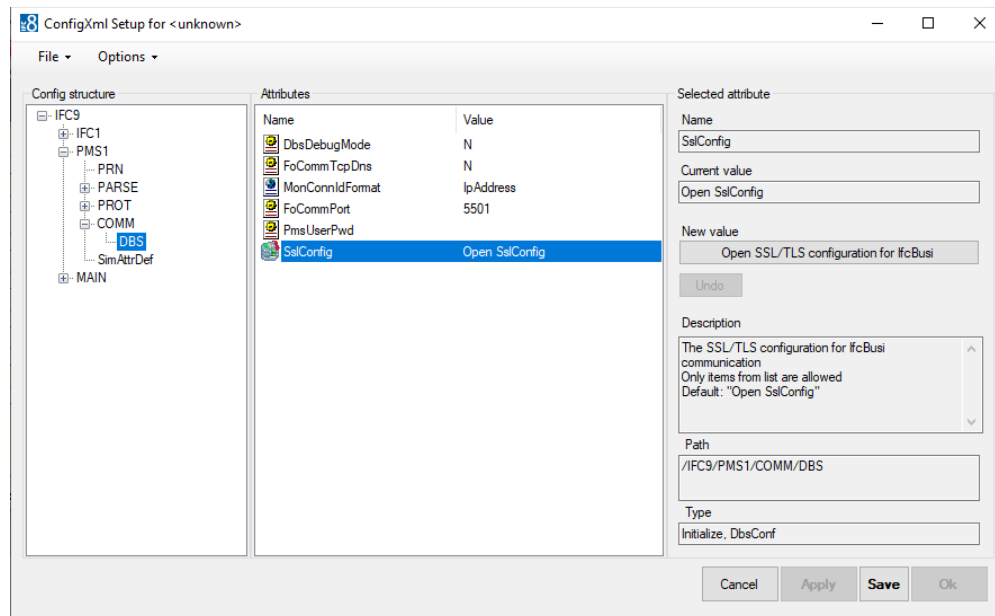 ConfigXml Setup for <unknown>
File
Options
Config structure
IFC9
IFC1
PMS1
PRN
PARSE
PROT
COMM
DBS
SimAttrDef
MAIN
Attributes
Name Value
DbsDebugMode N
FoCommTcpDns N
MonConnIdFormat IpAddress
FoCommPort 5501
PmsUserPwd
SslConfig Open SslConfig
Selected attribute
Name
SslConfig
Current value
Open SslConfig
New value
Open SSL/TLS configuration for IfcBusi
Undo
Description
The SSL/TLS configuration for IfcBusi
communication
Only items from list are allowed
Default: "Open SslConfig"
Path
/IFC9/PMS1/COMM/DBS
Type
Initialize, DbsConf
Cancel Apply Save Ok